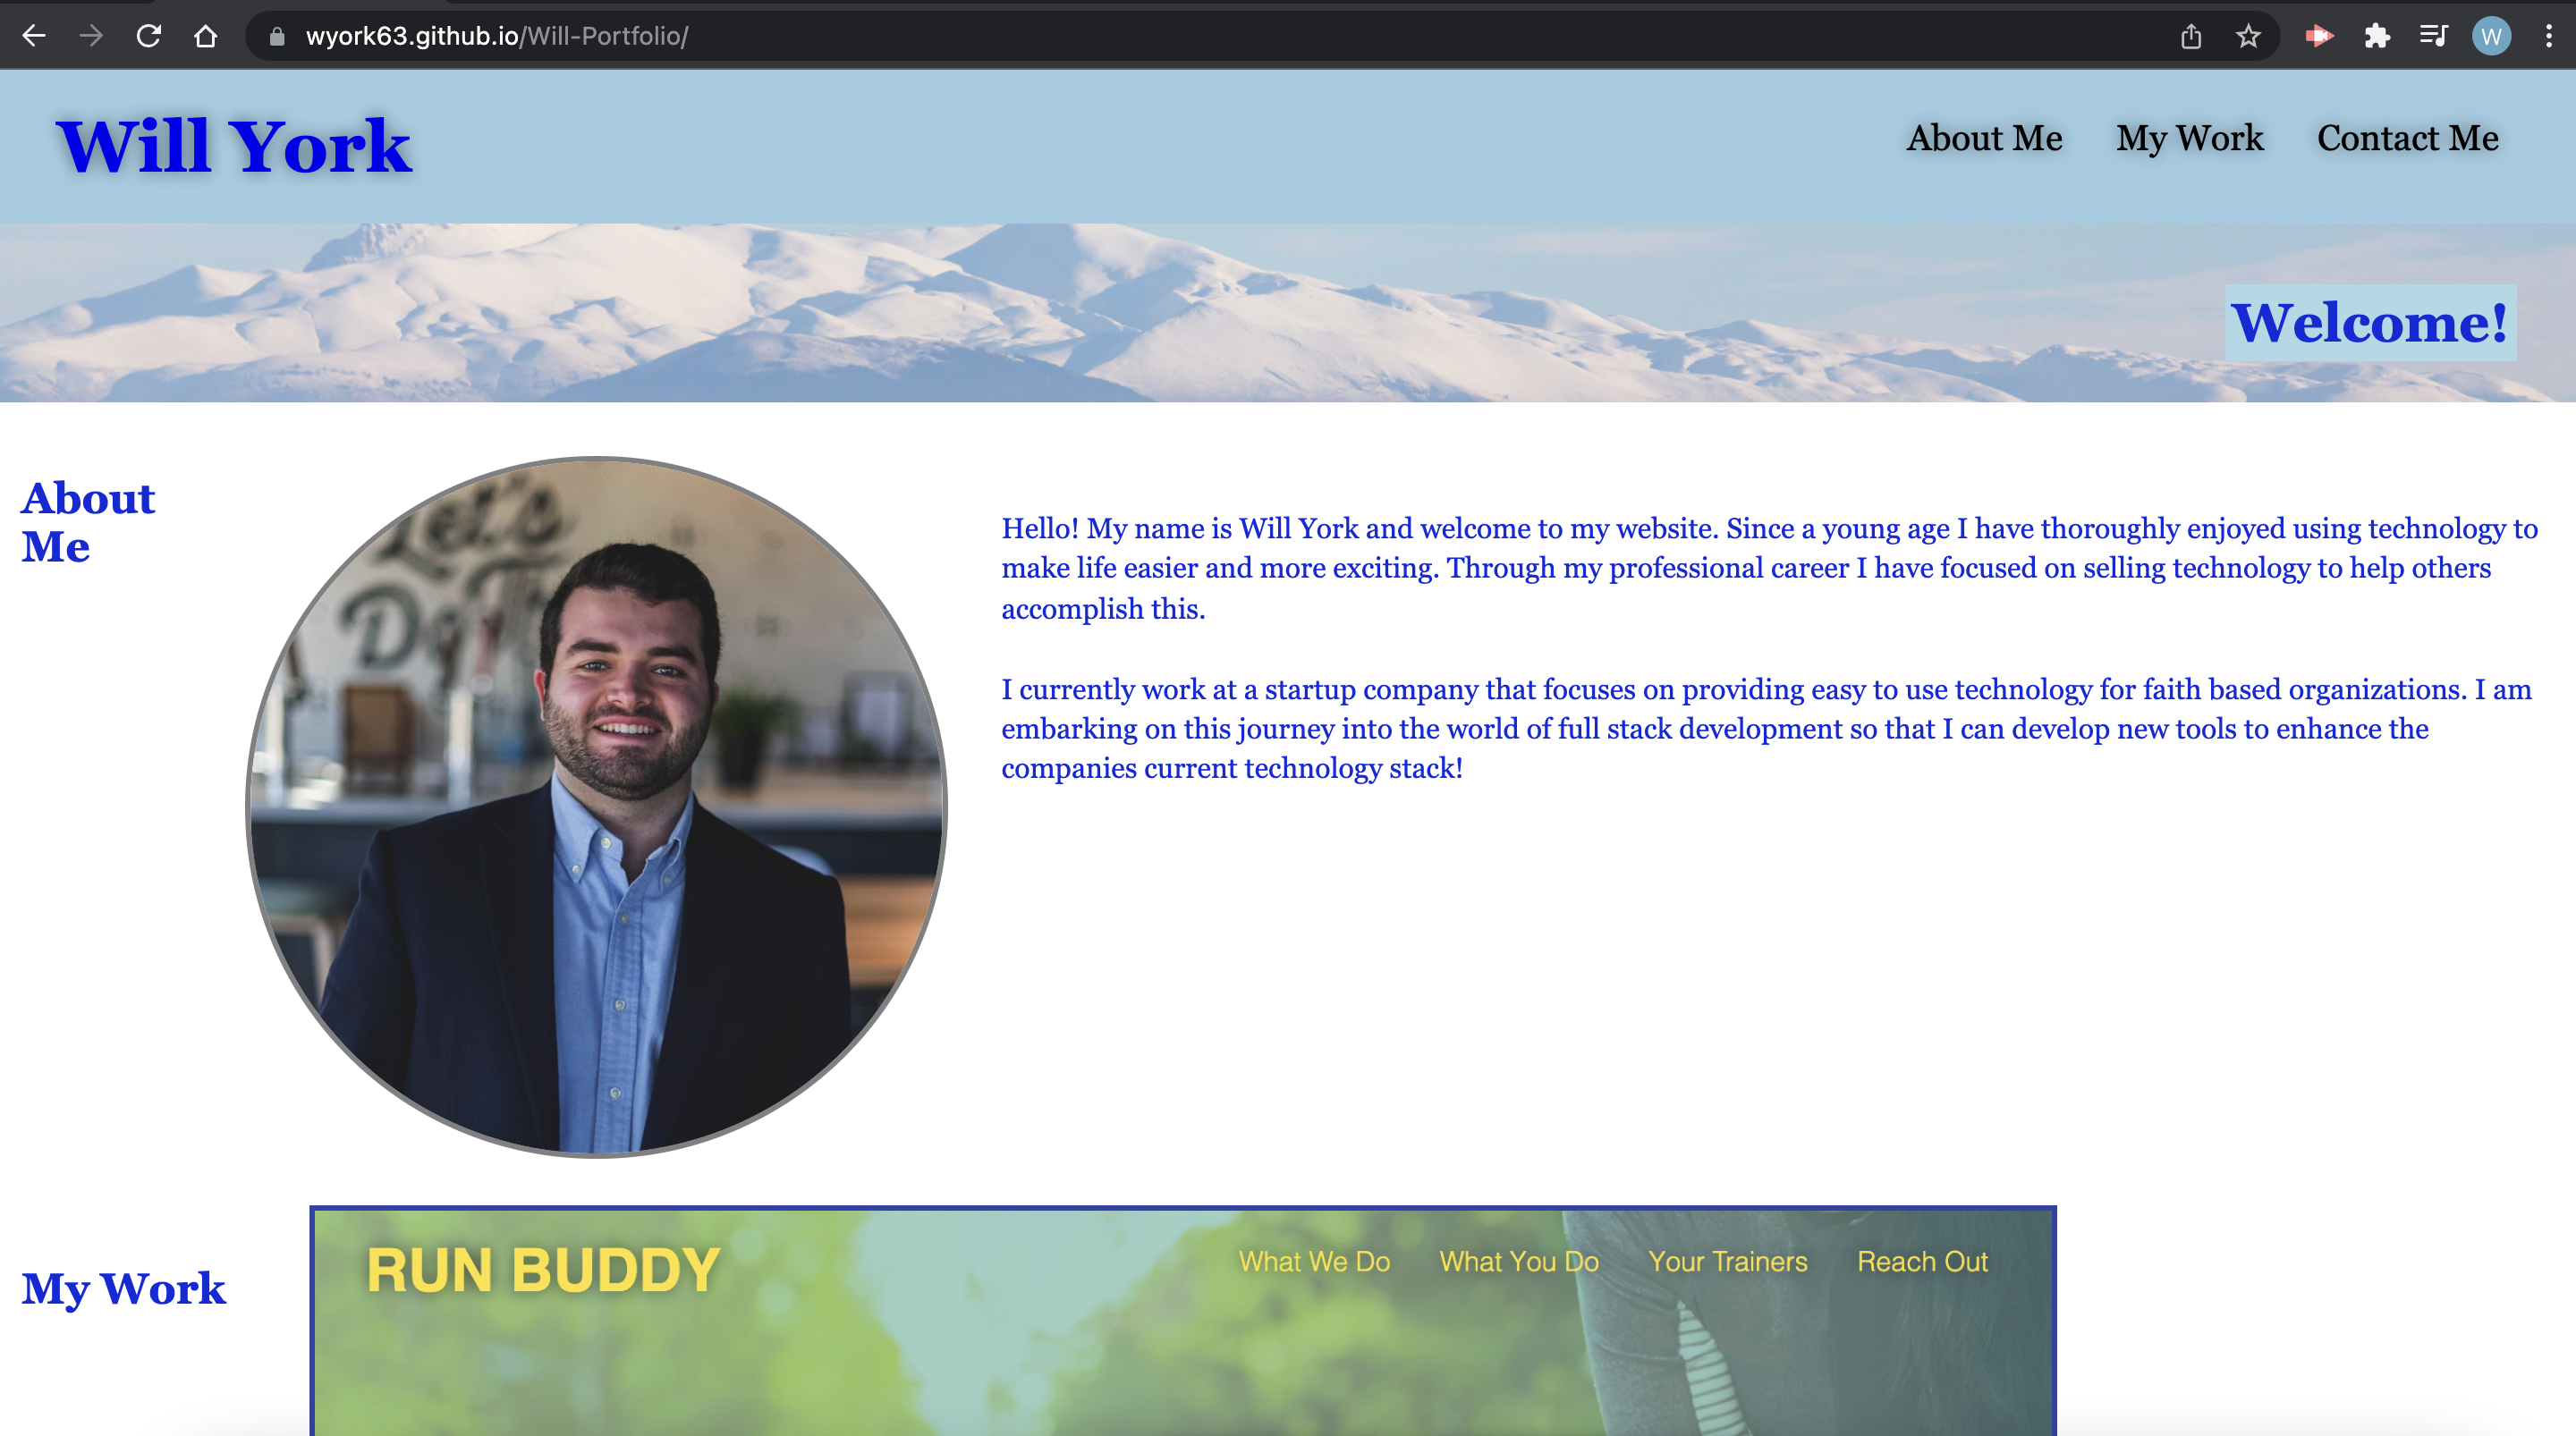 wyork63.github.io/Will-Portfolio/
W
Will York
About Me
My Work
Contact Me
Welcome!
About
Me
Let's
Hello! My name is Will York and welcome to my website. Since a young age I have thoroughly enjoyed using technology to
make life easier and more exciting. Through my professional career I have focused on selling technology to help others
accomplish this.
I currently work at a startup company that focuses on providing easy to use technology for faith based organizations. I am
embarking on this journey into the world of full stack development so that I can develop new tools to enhance the
companies current technology stack!
My Work
RUN BUDDY
What We Do
What You Do
Your Trainers
Reach Out